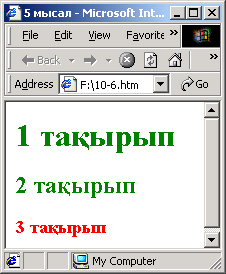 5 мысал - Microsoft Int...
File Edit View Favorite »
Back »
Address F:\10-6.htm Go
1 тақырып
2 тақырып
3 тақырып
My Computer